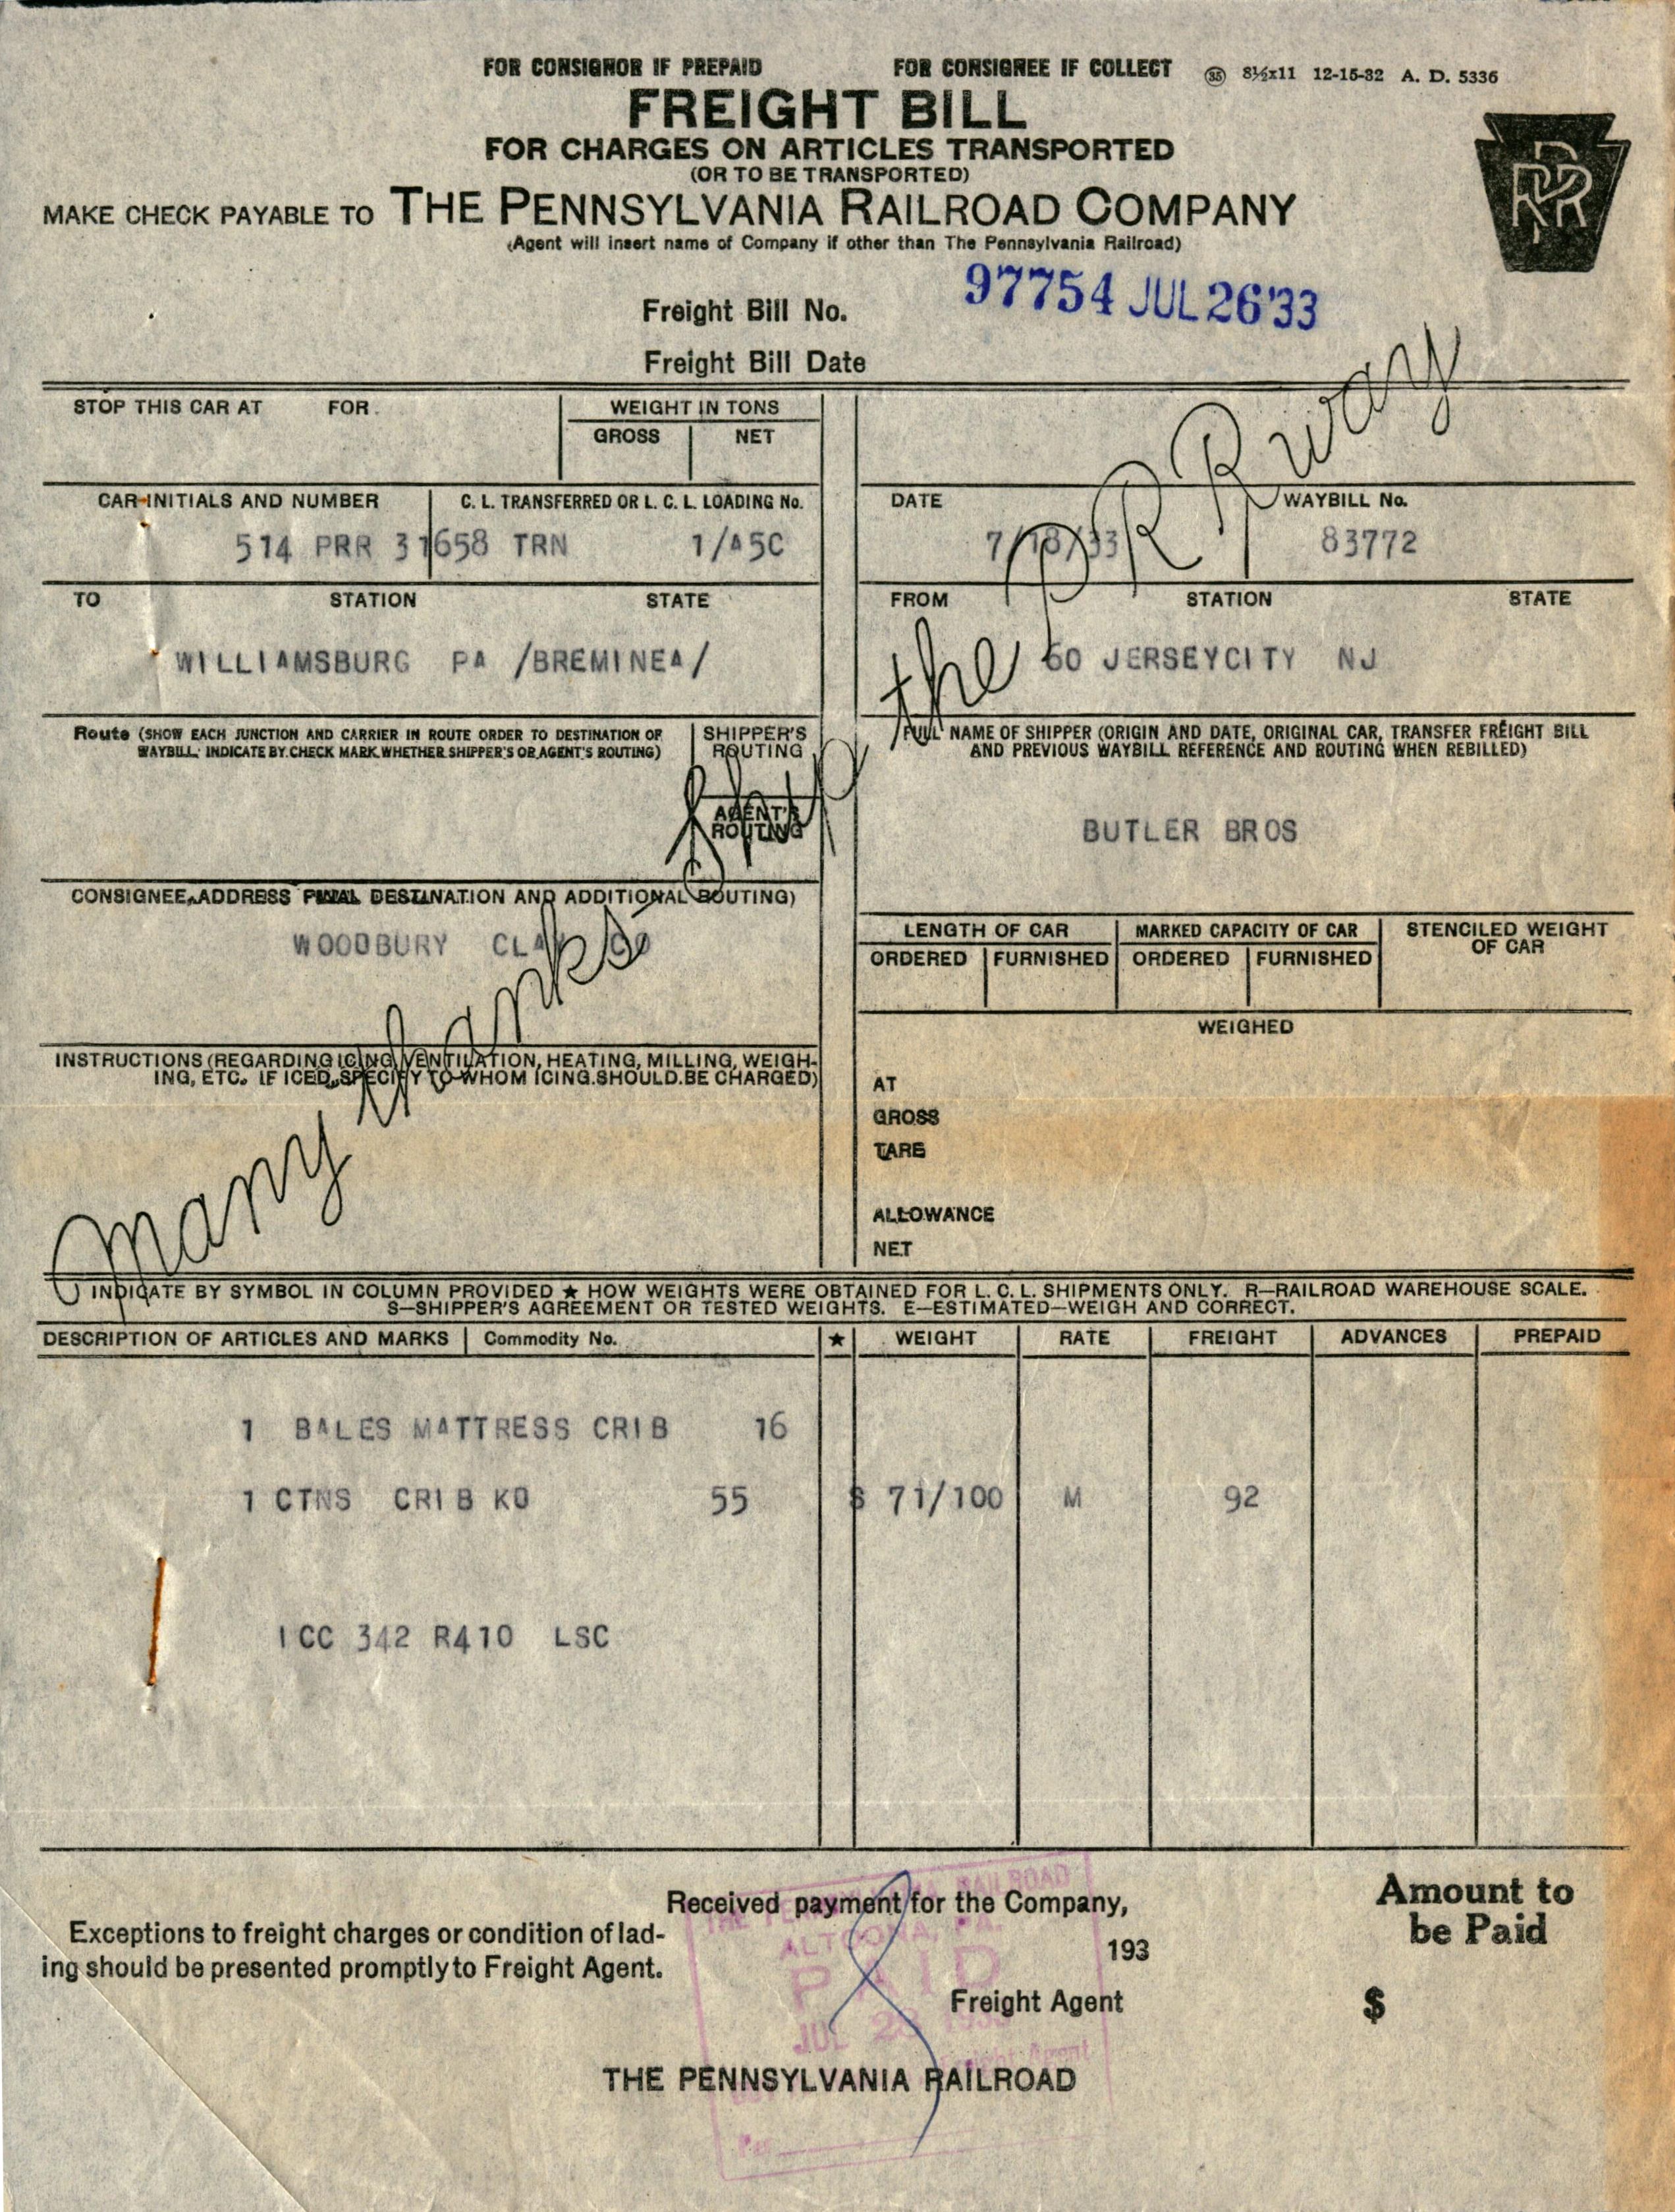 FOR CONSIGNOR IF PREPAID FOR CONSIGNEE IF COLLECT 35 8½x11 12-15-32 A. D. 5336
FREIGHT BILL
FOR CHARGES ON ARTICLES TRANSPORTED
(OR TO BE TRANSPORTED)
MAKE CHECK PAYABLE TO THE PENNSYLVANIA RAILROAD COMPANY
(Agent will insert name of Company if other than The Pennsylvania Railroad)
PRR
97754 JUL 26'33
Freight Bill No.
Freight Bill Date
STOP THIS CAR AT FOR
WEIGHT IN TONS
GROSS NET
CAR INITIALS AND NUMBER C. L. TRANSFERRED OR L. C. L. LOADING No. DATE WAYBILL No.
514 PRR 31658 TRN 1/A5C 7/18/33 83772
TO STATION STATE FROM STATION STATE
WILLIAMSBURG PA /BREMINEA/ 60 JERSEYCITY NJ
Route (SHOW EACH JUNCTION AND CARRIER IN ROUTE ORDER TO DESTINATION OF
WAYBILL. INDICATE BY CHECK MARK WHETHER SHIPPER'S OR AGENT'S ROUTING)
SHIPPER'S
ROUTING
AGENT'S
ROUTING
FULL NAME OF SHIPPER (ORIGIN AND DATE, ORIGINAL CAR, TRANSFER FREIGHT BILL
AND PREVIOUS WAYBILL REFERENCE AND ROUTING WHEN REBILLED)
BUTLER BROS
CONSIGNEE, ADDRESS FINAL DESTINATION AND ADDITIONAL ROUTING)
WOODBURY CLAY CO
LENGTH OF CAR MARKED CAPACITY OF CAR STENCILED WEIGHT
OF CAR
ORDERED FURNISHED ORDERED FURNISHED
WEIGHED
INSTRUCTIONS (REGARDING ICING, VENTILATION, HEATING, MILLING, WEIGH-
ING, ETC. IF ICED, SPECIFY TO WHOM ICING SHOULD BE CHARGED)
AT
GROSS
TARE
ALLOWANCE
NET
Many thanks
Ship
the P R R way
INDICATE BY SYMBOL IN COLUMN PROVIDED ★ HOW WEIGHTS WERE OBTAINED FOR L. C. L. SHIPMENTS ONLY. R—RAILROAD WAREHOUSE SCALE.
S—SHIPPER'S AGREEMENT OR TESTED WEIGHTS. E—ESTIMATED—WEIGH AND CORRECT.
DESCRIPTION OF ARTICLES AND MARKS Commodity No. ★ WEIGHT RATE FREIGHT ADVANCES PREPAID
1 BALES MATTRESS CRIB 16
1 CTNS CRIB KD 55 $ 71/100 M 92
ICC 342 R410 LSC
Received payment for the Company,
Exceptions to freight charges or condition of lad-
ing should be presented promptly to Freight Agent.
193
Freight Agent
THE PENNSYLVANIA RAILROAD
Amount to
be Paid
$
THE PENNSYLVANIA RAILROAD
ALTOONA, PA.
PAID
JUL 28 1933
Freight Agent
Per